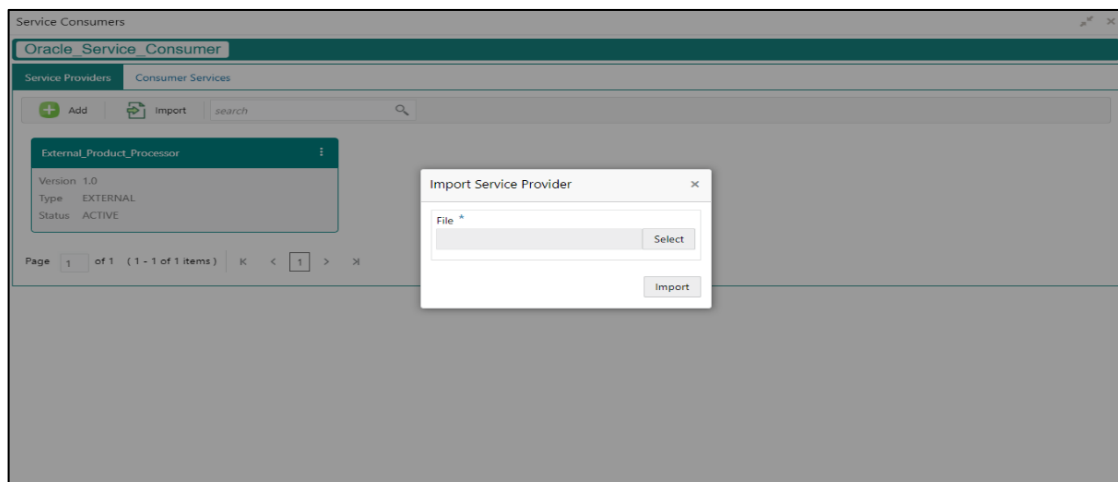 Service Consumers
Oracle_Service_Consumer
Service Providers Consumer Services
Add Import search
External_Product_Processor
Version 1.0
Type EXTERNAL
Status ACTIVE
Page 1 of 1 (1 - 1 of 1 items) K < 1 > >|
Import Service Provider ×
File *
Select
Import